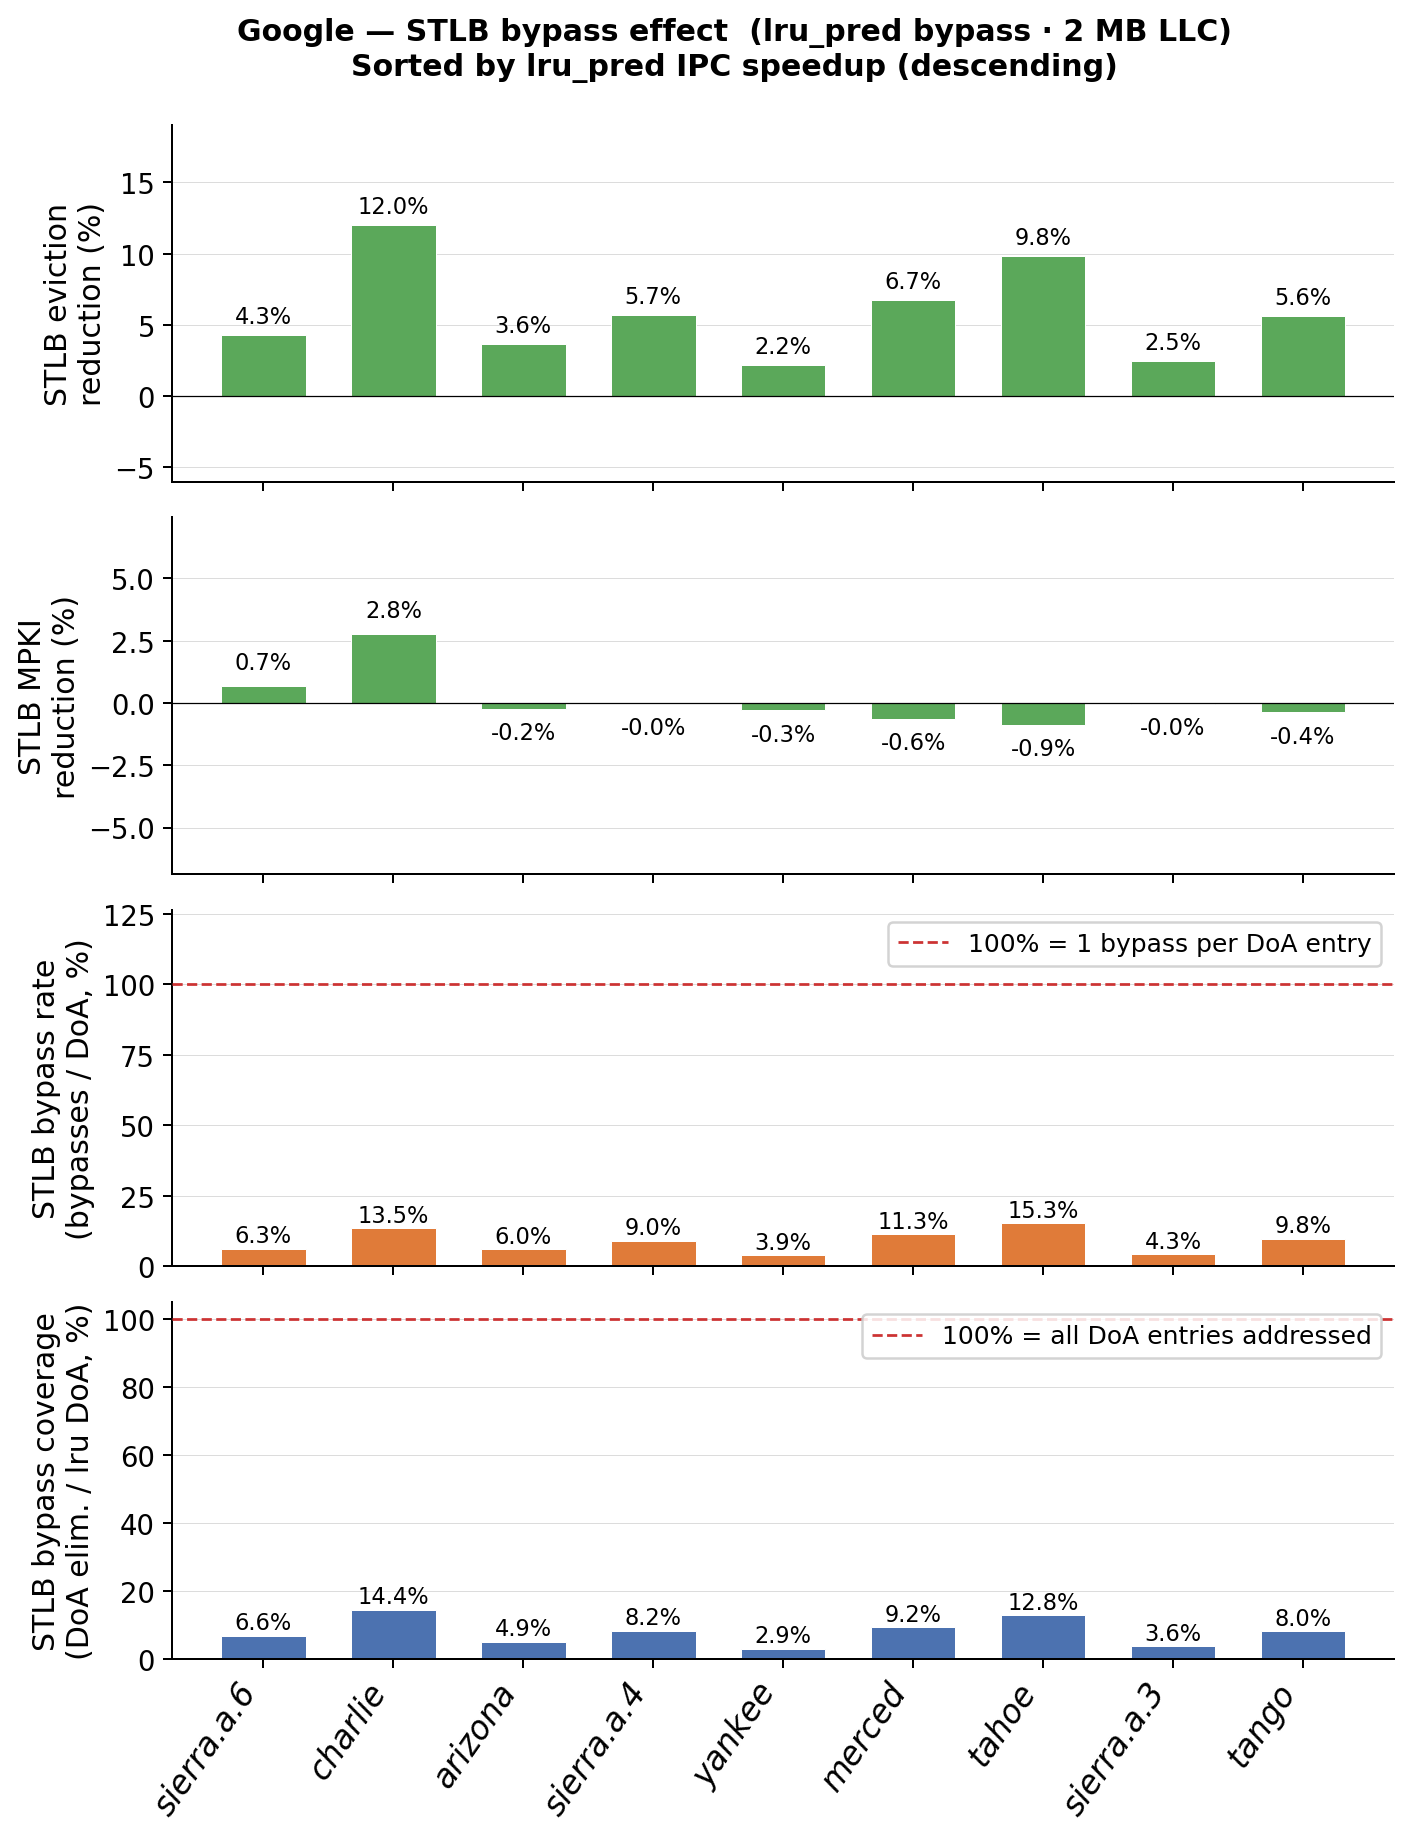 Google — STLB bypass effect  (lru_pred bypass · 2 MB LLC)
Sorted by lru_pred IPC speedup (descending)
STLB eviction
reduction (%)
15
10
5
0
−5
4.3%
12.0%
3.6%
5.7%
2.2%
6.7%
9.8%
2.5%
5.6%
STLB MPKI
reduction (%)
5.0
2.5
0.0
−2.5
−5.0
0.7%
2.8%
-0.2%
-0.0%
-0.3%
-0.6%
-0.9%
-0.0%
-0.4%
STLB bypass rate
(bypasses / DoA, %)
125
100
75
50
25
0
100% = 1 bypass per DoA entry
6.3%
13.5%
6.0%
9.0%
3.9%
11.3%
15.3%
4.3%
9.8%
STLB bypass coverage
(DoA elim. / lru DoA, %)
100
80
60
40
20
0
100% = all DoA entries addressed
6.6%
14.4%
4.9%
8.2%
2.9%
9.2%
12.8%
3.6%
8.0%
sierra.a.6
charlie
arizona
sierra.a.4
yankee
merced
tahoe
sierra.a.3
tango